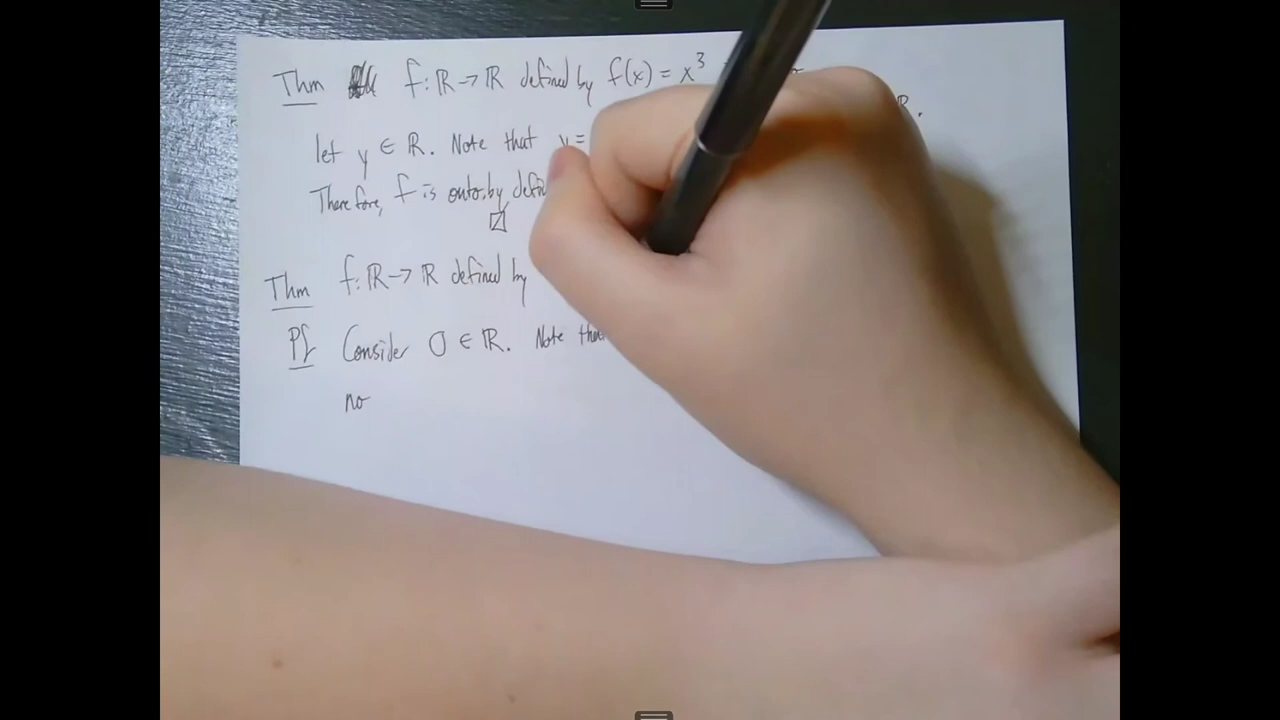 Thm f: ℝ → ℝ defined by f(x) = x³
ℝ.
let y ∈ ℝ. Note that y =
Therefore, f is onto by
Thm f: ℝ → ℝ defined by
Pf Consider 0 ∈ ℝ. Note that
no